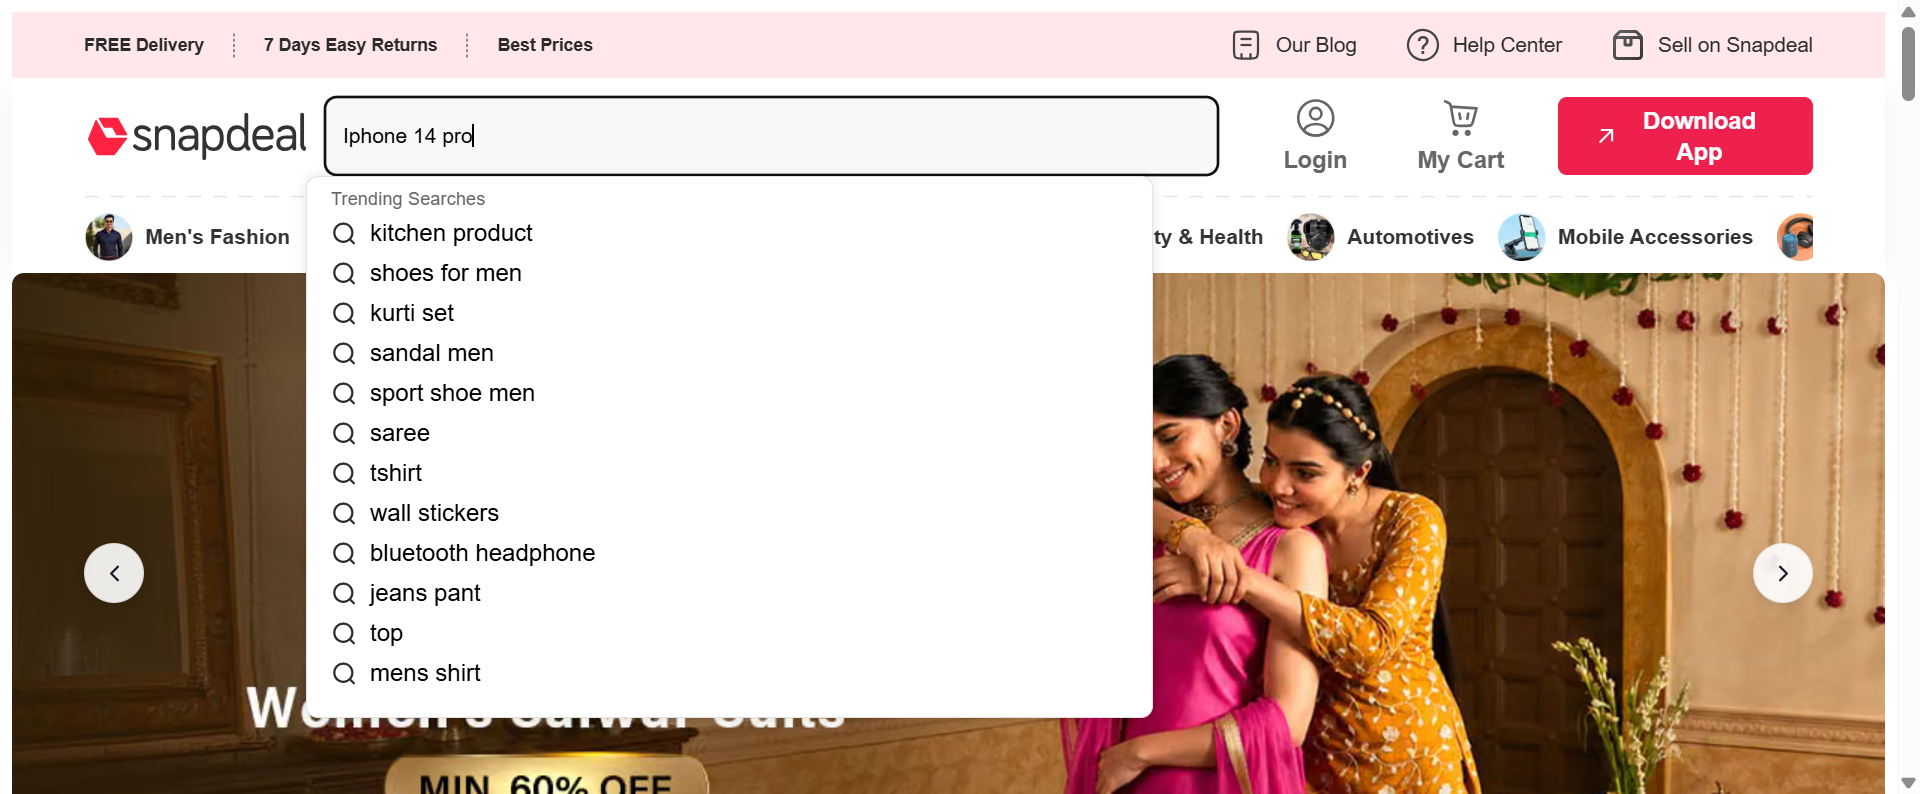 FREE Delivery
7 Days Easy Returns
Best Prices
Our Blog
Help Center
Sell on Snapdeal
snapdeal
Iphone 14 pro
Login
My Cart
Download
App
Trending Searches
Men's Fashion
ty & Health
Automotives
Mobile Accessories
kitchen product
shoes for men
kurti set
sandal men
sport shoe men
saree
tshirt
wall stickers
bluetooth headphone
jeans pant
top
mens shirt
Women's Salwar Suits
MIN. 60% OFF